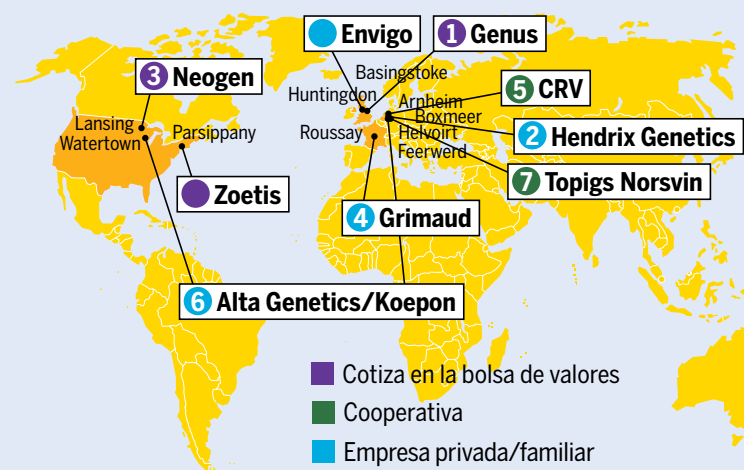 Envigo
1 Genus
Basingstoke
3 Neogen
Huntingdon
5 CRV
Arnheim
Boxmeer
Lansing
Watertown
Parsippany
Roussay
Helvoirt
Feerwerd
2 Hendrix Genetics
Zoetis
7 Topigs Norsvin
4 Grimaud
6 Alta Genetics/Koepon
Cotiza en la bolsa de valores
Cooperativa
Empresa privada/familiar